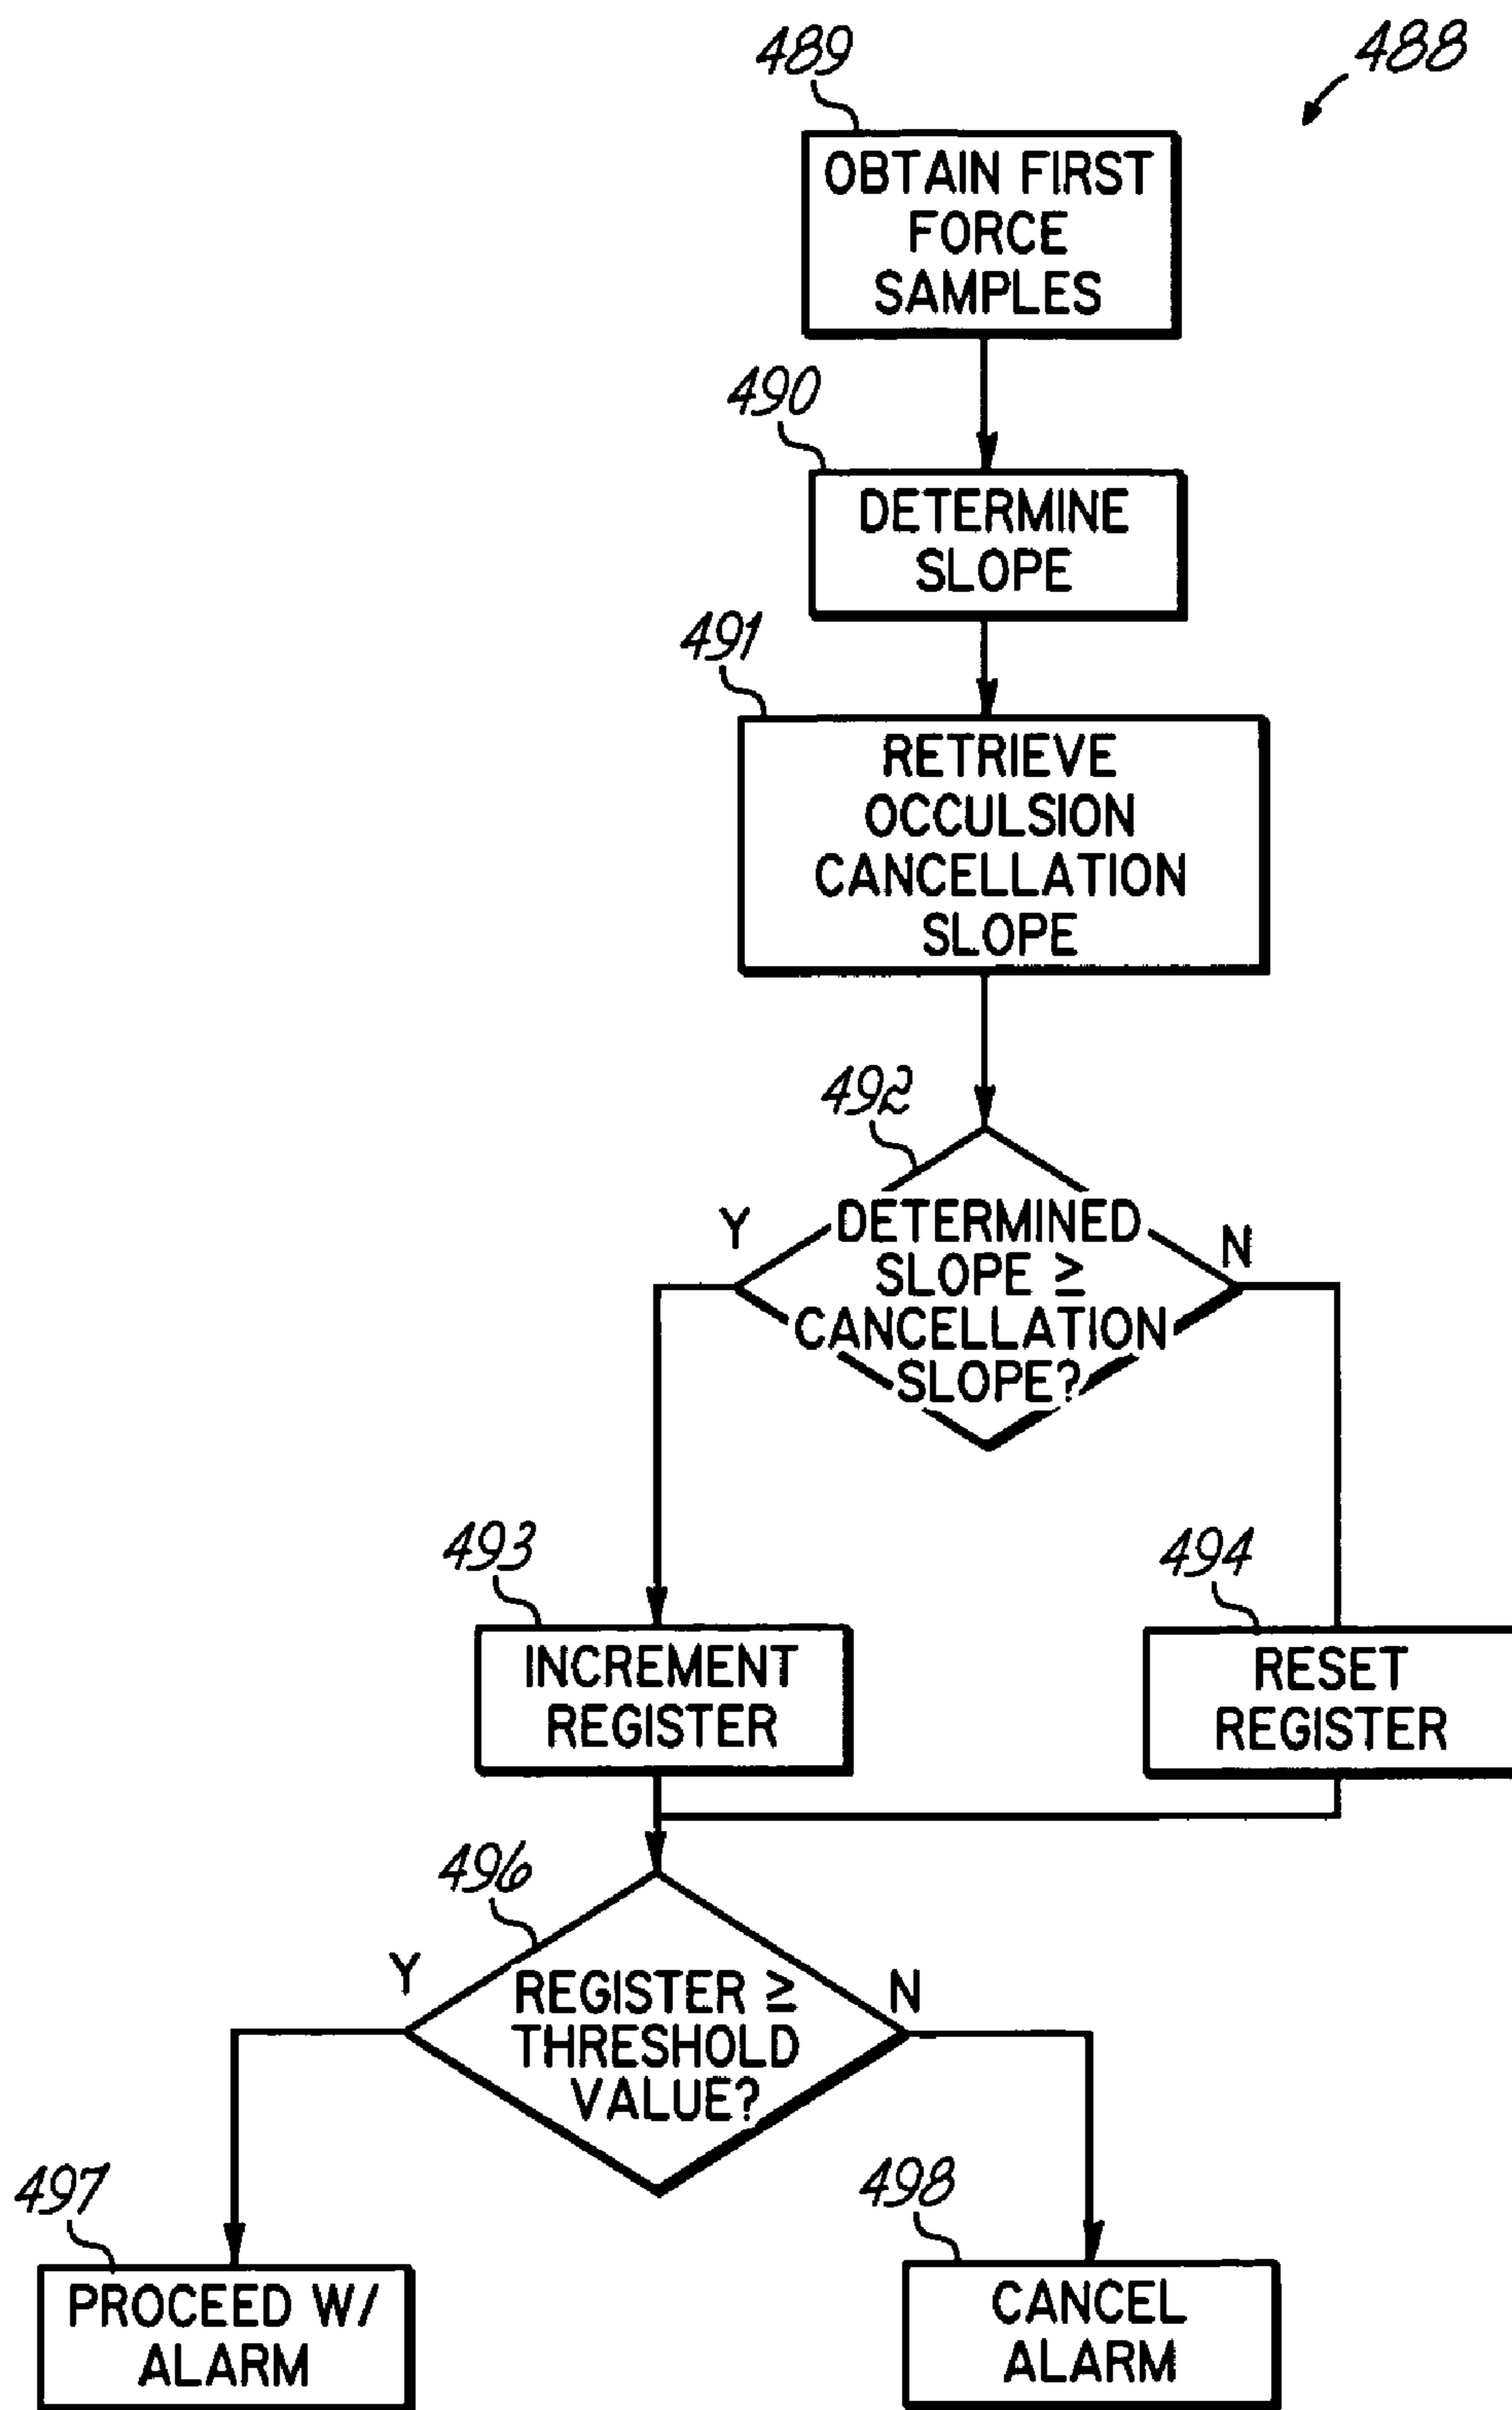 488
489
OBTAIN FIRST
FORCE
SAMPLES
490
DETERMINE
SLOPE
491
RETRIEVE
OCCULSION
CANCELLATION
SLOPE
492
Y
N
DETERMINED
SLOPE ≥
CANCELLATION
SLOPE?
493
INCREMENT
REGISTER
494
RESET
REGISTER
496
Y
N
REGISTER ≥
THRESHOLD
VALUE?
497
PROCEED W/
ALARM
498
CANCEL
ALARM